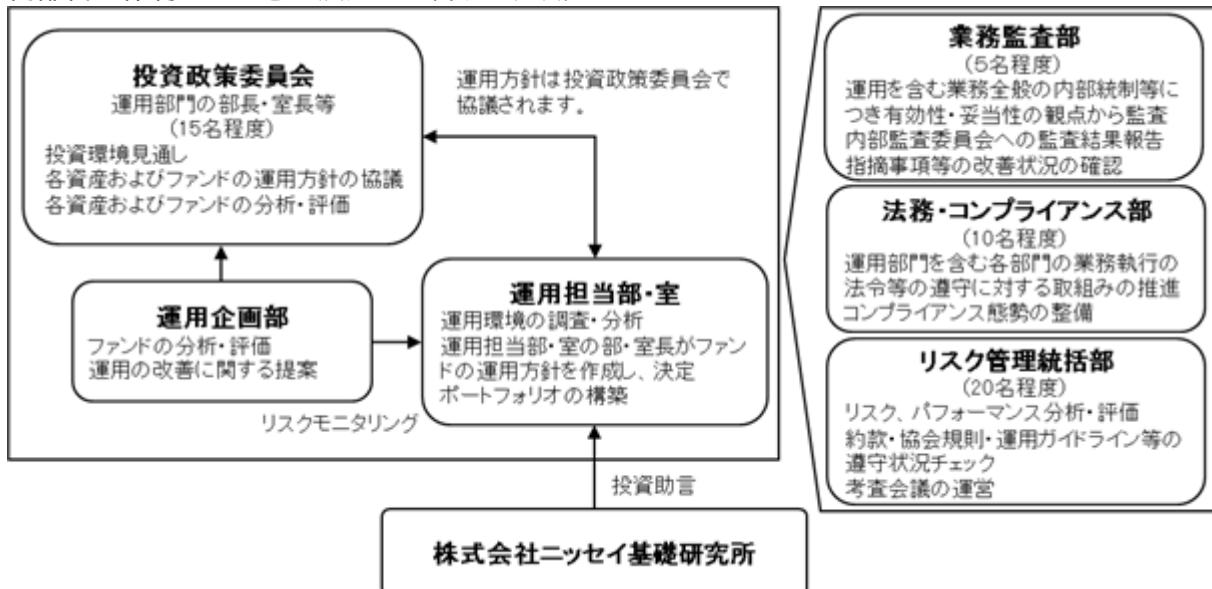 投資政策委員会
運用部門の部長・室長等
(15名程度)
投資環境見通し
各資産およびファンドの運用方針の協議
各資産およびファンドの分析・評価
運用方針は投資政策委員会で
協議されます。
運用企画部
ファンドの分析・評価
運用の改善に関する提案
リスクモニタリング
運用担当部・室
運用環境の調査・分析
運用担当部・室の部・室長がファン
ドの運用方針を作成し、決定
ポートフォリオの構築
投資助言
株式会社ニッセイ基礎研究所
業務監査部
(5名程度)
運用を含む業務全般の内部統制等に
つき有効性・妥当性の観点から監査
内部監査委員会への監査結果報告
指摘事項等の改善状況の確認
法務・コンプライアンス部
(10名程度)
運用部門を含む各部門の業務執行の
法令等の遵守に対する取組みの推進
コンプライアンス態勢の整備
リスク管理統括部
(20名程度)
リスク、パフォーマンス分析・評価
約款・協会規則・運用ガイドライン等の
遵守状況チェック
考査会議の運営